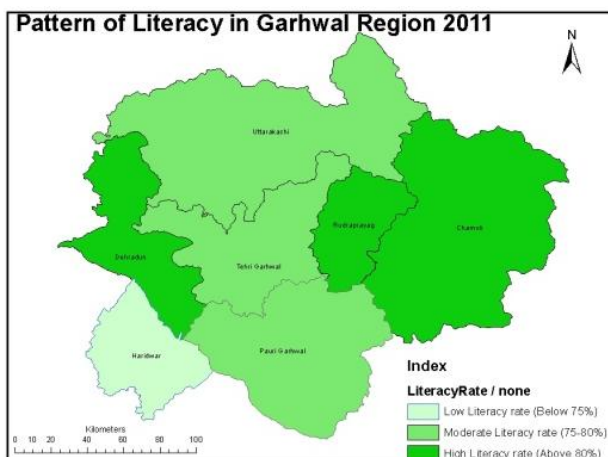 Pattern of Literacy in Garhwal Region 2011
N
Uttarakashi
Rudraprayag
Chamoli
Dehradun
Tehri Garhwal
Pauri Garhwal
Haridwar
Index
LiteracyRate / none
Low Literacy rate (Below 75%)
Moderate Literacy rate (75-80%)
High Literacy rate (Above 80%)
Kilometers
0 10 20 40 60 80 100